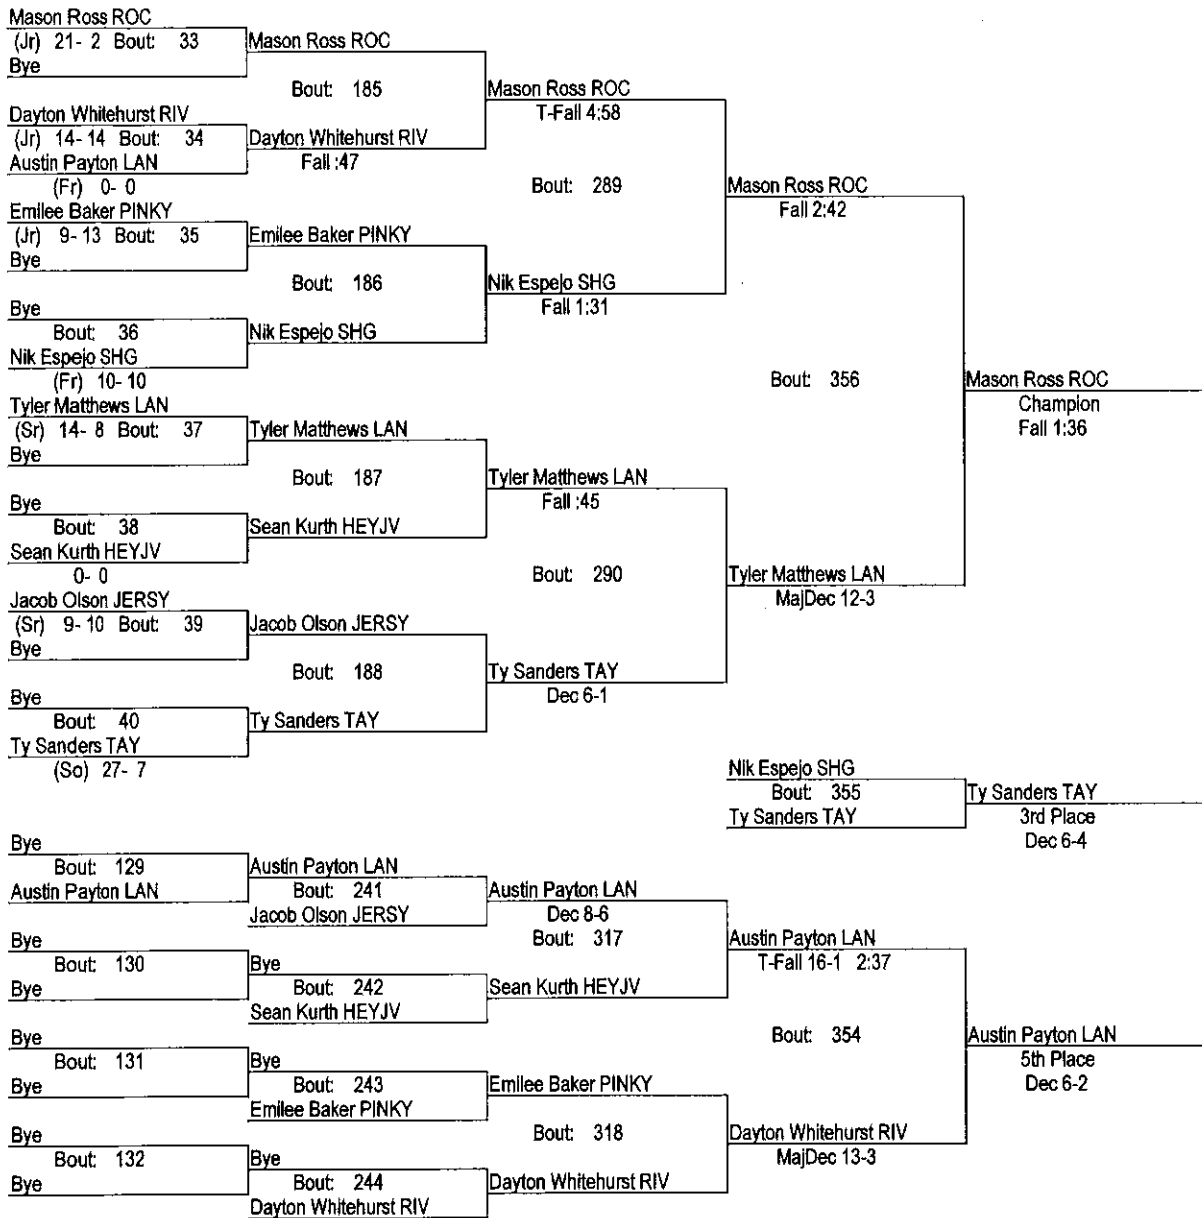 Mason Ross ROC
(Jr) 21- 2 Bout: 33
Bye
Mason Ross ROC
Bout: 185
Dayton Whitehurst RIV
(Jr) 14- 14 Bout: 34
Austin Payton LAN
(Fr) 0- 0
Dayton Whitehurst RIV
Fall :47
Mason Ross ROC
T-Fall 4:58
Bout: 289
Emilee Baker PINKY
(Jr) 9- 13 Bout: 35
Bye
Emilee Baker PINKY
Bout: 186
Bye
Bout: 36
Nik Espejo SHG
(Fr) 10- 10
Nik Espejo SHG
Nik Espejo SHG
Fall 1:31
Mason Ross ROC
Fall 2:42
Bout: 356
Tyler Matthews LAN
(Sr) 14- 8 Bout: 37
Bye
Tyler Matthews LAN
Bout: 187
Bye
Bout: 38
Sean Kurth HEYJV
0- 0
Sean Kurth HEYJV
Tyler Matthews LAN
Fall :45
Bout: 290
Jacob Olson JERSY
(Sr) 9- 10 Bout: 39
Bye
Jacob Olson JERSY
Bout: 188
Bye
Bout: 40
Ty Sanders TAY
(So) 27- 7
Ty Sanders TAY
Ty Sanders TAY
Dec 6-1
Tyler Matthews LAN
MajDec 12-3
Mason Ross ROC
Champion
Fall 1:36
Nik Espejo SHG
Bout: 355
Ty Sanders TAY
Ty Sanders TAY
3rd Place
Dec 6-4
Bye
Bout: 129
Austin Payton LAN
Austin Payton LAN
Bout: 241
Jacob Olson JERSY
Austin Payton LAN
Dec 8-6
Bout: 317
Bye
Bout: 130
Bye
Bye
Bout: 242
Sean Kurth HEYJV
Sean Kurth HEYJV
Austin Payton LAN
T-Fall 16-1 2:37
Bout: 354
Bye
Bout: 131
Bye
Bye
Bout: 243
Emilee Baker PINKY
Emilee Baker PINKY
Bout: 318
Bye
Bout: 132
Bye
Bye
Bout: 244
Dayton Whitehurst RIV
Dayton Whitehurst RIV
Dayton Whitehurst RIV
MajDec 13-3
Austin Payton LAN
5th Place
Dec 6-2